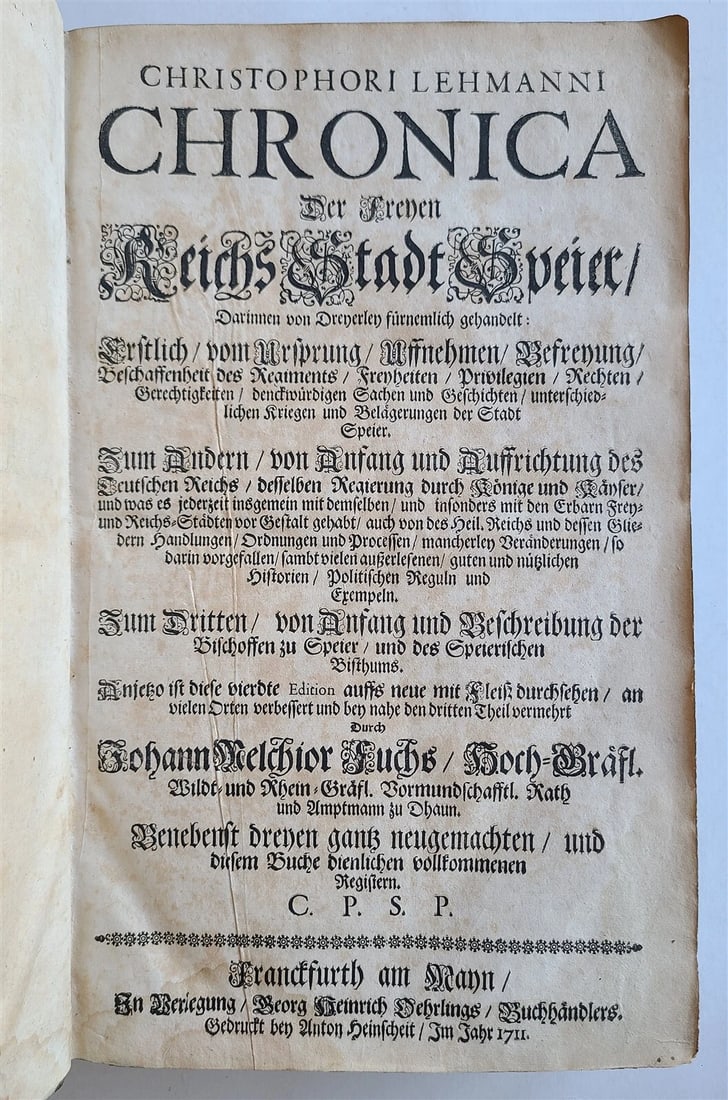 CHRISTOPHORI LEHMANNI
CHRONICA
Der Freyen
Reichs Stadt Speier/
Darinnen von Dreyerley fürnemlich gehandelt:
Erstlich/ vom Ursprung/ Uffnehmen/ Befreyung/
Beschaffenheit des Regiments/ Freyheiten/ Privilegien/ Rechten/
Gerechtigkeiten/ denckwürdigen Sachen und Geschichten/ unterschied-
lichen Kriegen und Belägerungen der Stadt
Speier.
Zum Andern/ von Anfang und Auffrichtung des
Teutschen Reichs/ desselben Regierung durch Könige und Käyser/
und was es jederzeit insgemein mit demselben/ und insonders mit den Erbarn Frey-
und Reichs-Städten vor Gestalt gehabt/ auch von des Heil. Reichs und dessen Glie-
dern Handlungen/ Ordnungen und Processen/ mancherley Veränderungen/ so
darin vorgefallen/ sambt vielen außerlesenen/ guten und nützlichen
Historien/ Politischen Reguln und
Exempeln.
Zum Dritten/ von Anfang und Beschreibung der
Bischoffen zu Speier/ und des Speierischen
Bisthums.
Anjetzo ist diese vierdte Edition auffs neue mit Fleiß durchsehen/ an
vielen Orten verbessert und bey nahe den dritten Theil vermehrt
Durch
Johann Melchior Fuchs/ Hoch-Gräfl.
Wildt- und Rhein-Gräfl. Vormundschafftl. Rath
und Amptmann zu Dhaun.
Benebenst dreyen gantz neugemachten/ und
diesem Buche dienlichen vollkommenen
Registern.
C. P. S. P.
Franckfurth am Mayn/
In Verlegung/ Georg Heinrich Oehrlings/ Buchhändlers.
Gedruckt bey Anton Heinscheit/ Im Jahr 1711.